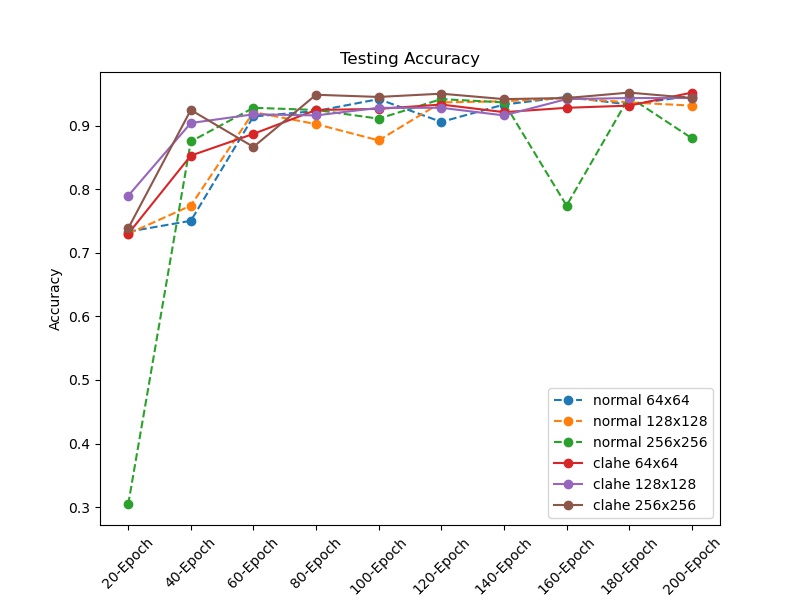 Testing Accuracy
Accuracy
0.9
0.8
0.7
0.6
0.5
0.4
0.3
normal 64x64
normal 128x128
normal 256x256
clahe 64x64
clahe 128x128
clahe 256x256
20-Epoch
40-Epoch
60-Epoch
80-Epoch
100-Epoch
120-Epoch
140-Epoch
160-Epoch
180-Epoch
200-Epoch